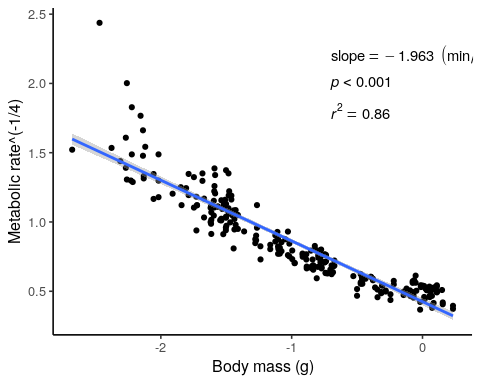 2.5
2.0
1.5
1.0
0.5
Metabolic rate^(-1/4)
slope = − 1.963 (min/
p < 0.001
r² = 0.86
-2 -1 0
Body mass (g)